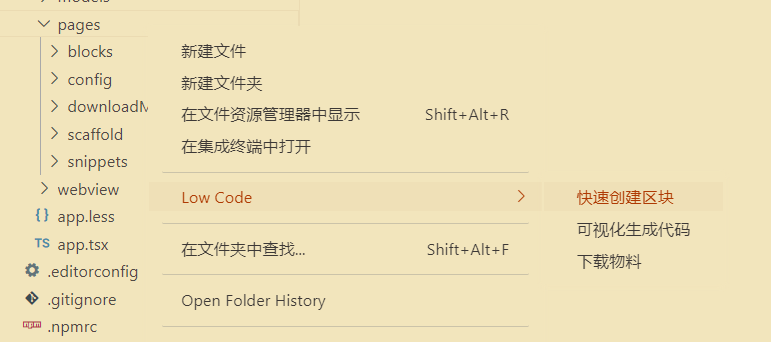 pages
blocks
config
downloadM
scaffold
snippets
webview
app.less
TS app.tsx
.editorconfig
.gitignore
.npmrc
新建文件
新建文件夹
在文件资源管理器中显示 Shift+Alt+R
在集成终端中打开
Low Code
在文件夹中查找... Shift+Alt+F
Open Folder History
快速创建区块
可视化生成代码
下载物料